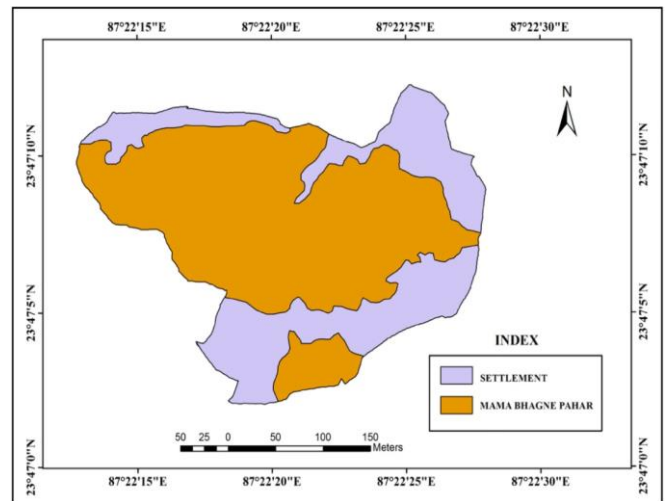 87°22'15"E 87°22'20"E 87°22'25"E 87°22'30"E
N
23°47'10"N 23°47'10"N
23°47'5"N 23°47'5"N
INDEX
SETTLEMENT
MAMA BHAGNE PAHAR
50 25 0 50 100 150
Meters
23°47'0"N 23°47'0"N
87°22'15"E 87°22'20"E 87°22'25"E 87°22'30"E